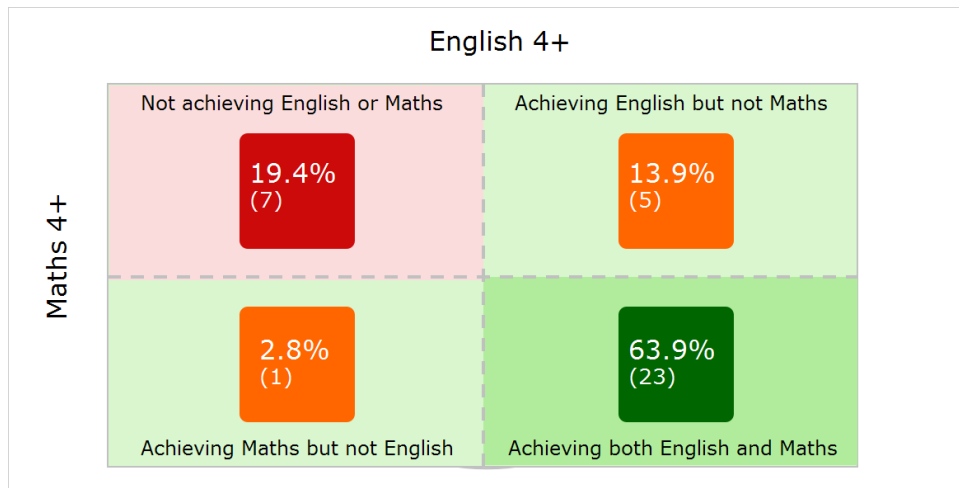 English 4+
Maths 4+
Not achieving English or Maths
19.4%
(7)
Achieving English but not Maths
13.9%
(5)
2.8%
(1)
Achieving Maths but not English
63.9%
(23)
Achieving both English and Maths